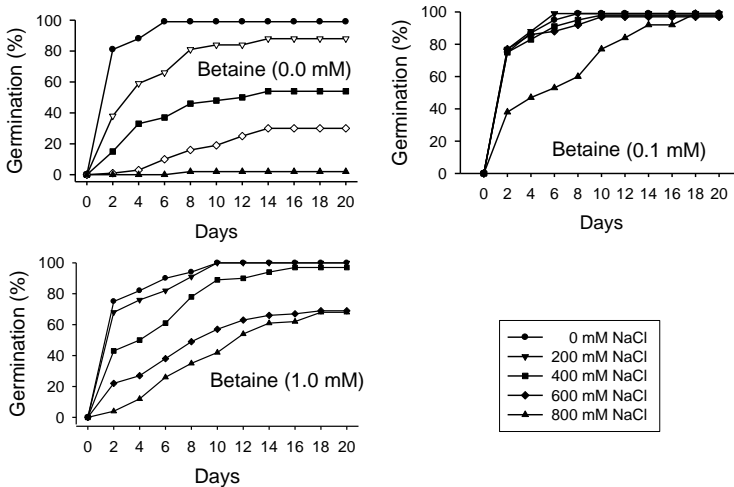 Germination (%)
100
80
60
40
20
0
Betaine (0.0 mM)
0 2 4 6 8 10 12 14 16 18 20
Days
Germination (%)
100
80
60
40
20
0
Betaine (0.1 mM)
0 2 4 6 8 10 12 14 16 18 20
Days
Germination (%)
100
80
60
40
20
0
Betaine (1.0 mM)
0 2 4 6 8 10 12 14 16 18 20
Days
0 mM NaCl
200 mM NaCl
400 mM NaCl
600 mM NaCl
800 mM NaCl